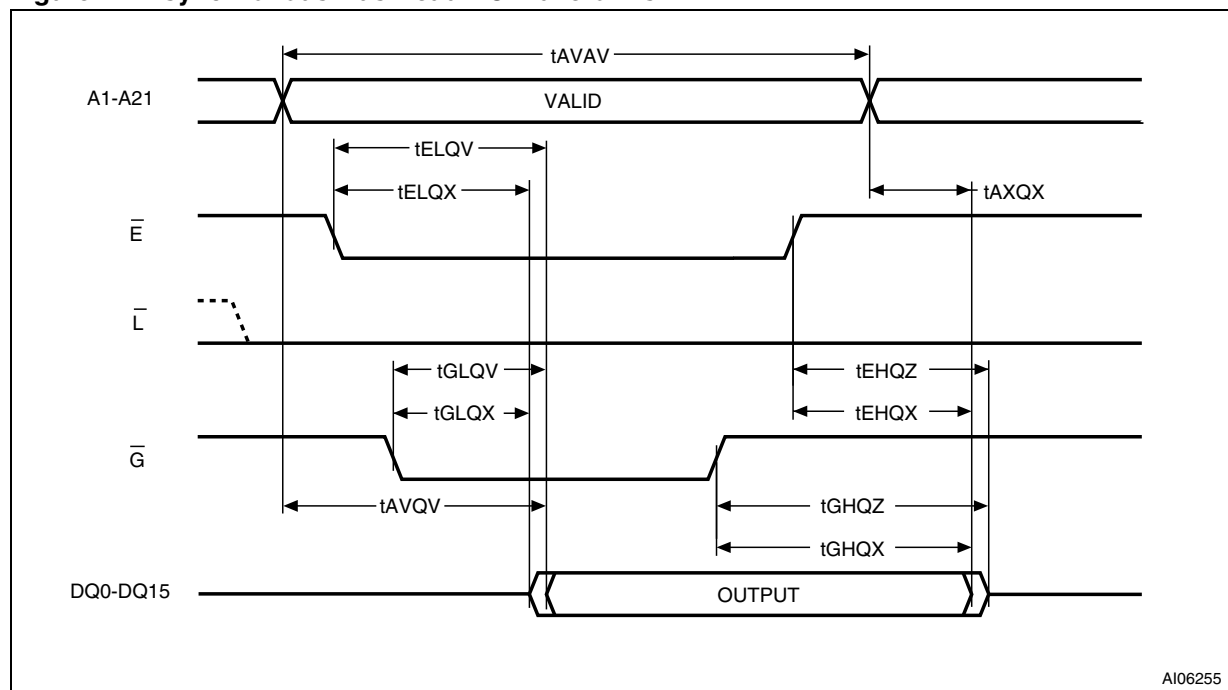 tAVAV
A1-A21
VALID
tELQV
tELQX
tAXQX
E̅
L̅
tGLQV
tEHQZ
tGLQX
tEHQX
G̅
tAVQV
tGHQZ
tGHQX
DQ0-DQ15
OUTPUT
AI06255